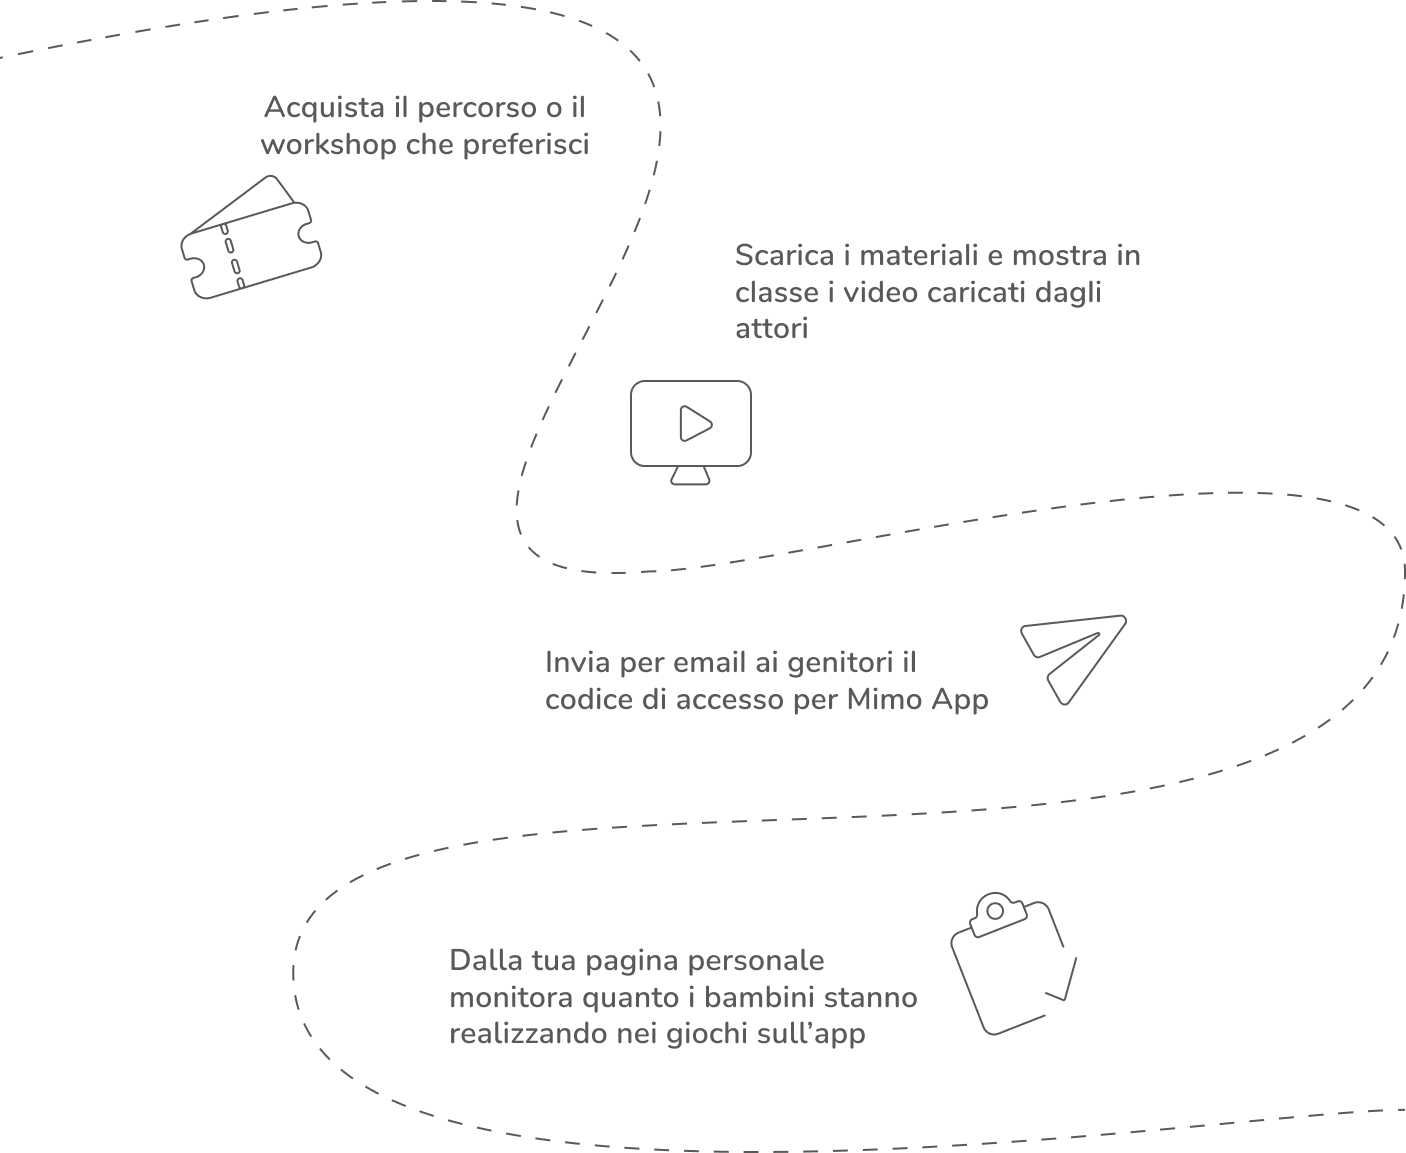 Acquista il percorso o il
workshop che preferisci
Scarica i materiali e mostra in
classe i video caricati dagli
attori
Invia per email ai genitori il
codice di accesso per Mimo App
Dalla tua pagina personale
monitora quanto i bambini stanno
realizzando nei giochi sull’app